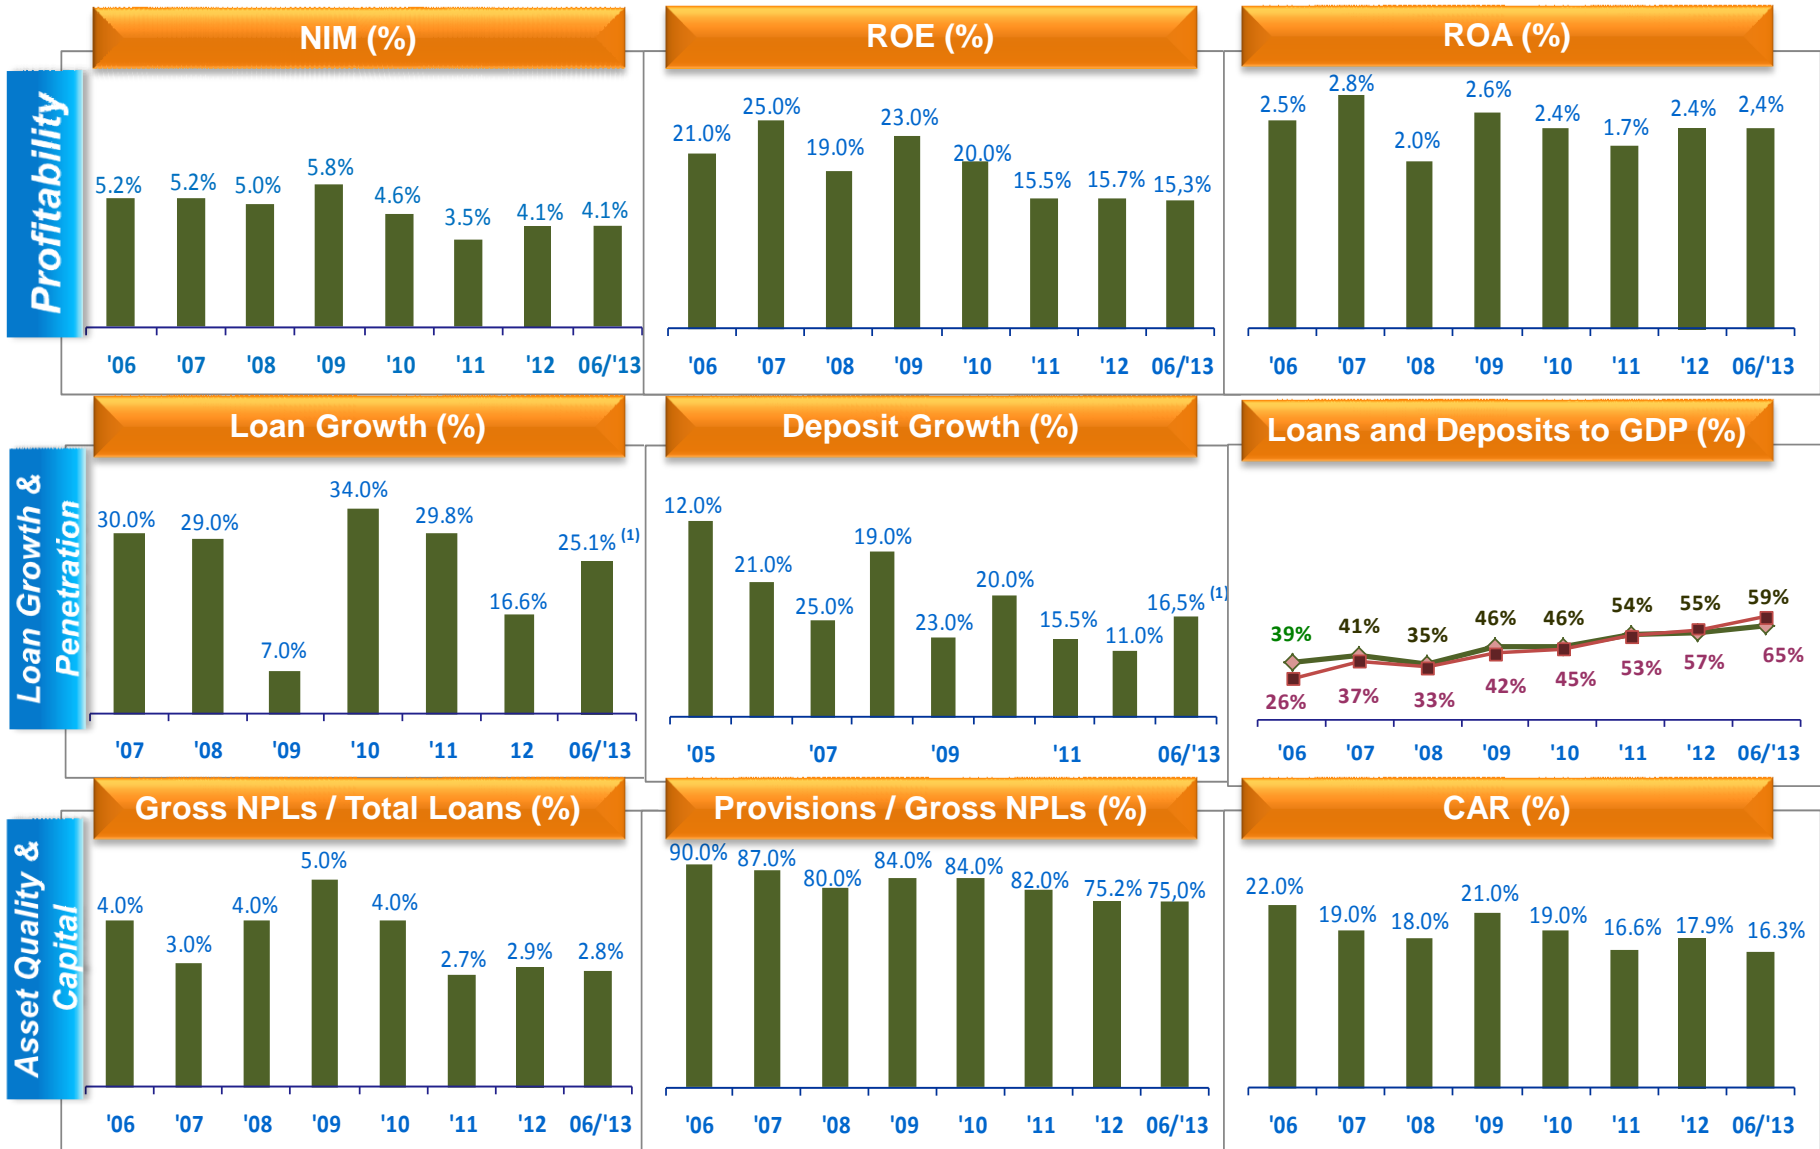 NIM (%)
ROE (%)
ROA (%)
Profitability
5.2%
5.2%
5.0%
5.8%
4.6%
3.5%
4.1%
4.1%
'06 '07 '08 '09 '10 '11 '12 06/'13
21.0%
25.0%
19.0%
23.0%
20.0%
15.5%
15.7%
15,3%
'06 '07 '08 '09 '10 '11 '12 06/'13
2.5%
2.8%
2.0%
2.6%
2.4%
1.7%
2.4%
2,4%
'06 '07 '08 '09 '10 '11 '12 06/'13
Loan Growth (%)
Deposit Growth (%)
Loans and Deposits to GDP (%)
Loan Growth &
Penetration
30.0%
29.0%
7.0%
34.0%
29.8%
16.6%
25.1% (1)
'07 '08 '09 '10 '11 12 06/'13
12.0%
21.0%
25.0%
19.0%
23.0%
20.0%
15.5%
11.0%
16,5% (1)
'05 '07 '09 '11 06/'13
39% 41% 35% 46% 46% 54% 55% 59%
26% 37% 33% 42% 45% 53% 57% 65%
'06 '07 '08 '09 '10 '11 '12 06/'13
Gross NPLs / Total Loans (%)
Provisions / Gross NPLs (%)
CAR (%)
Asset Quality &
Capital
4.0%
3.0%
4.0%
5.0%
4.0%
2.7%
2.9%
2.8%
'06 '07 '08 '09 '10 '11 '12 06/'13
90.0%
87.0%
80.0%
84.0%
84.0%
82.0%
75.2%
75,0%
'06 '07 '08 '09 '10 '11 '12 06/'13
22.0%
19.0%
18.0%
21.0%
19.0%
16.6%
17.9%
16.3%
'06 '07 '08 '09 '10 '11 '12 06/'13